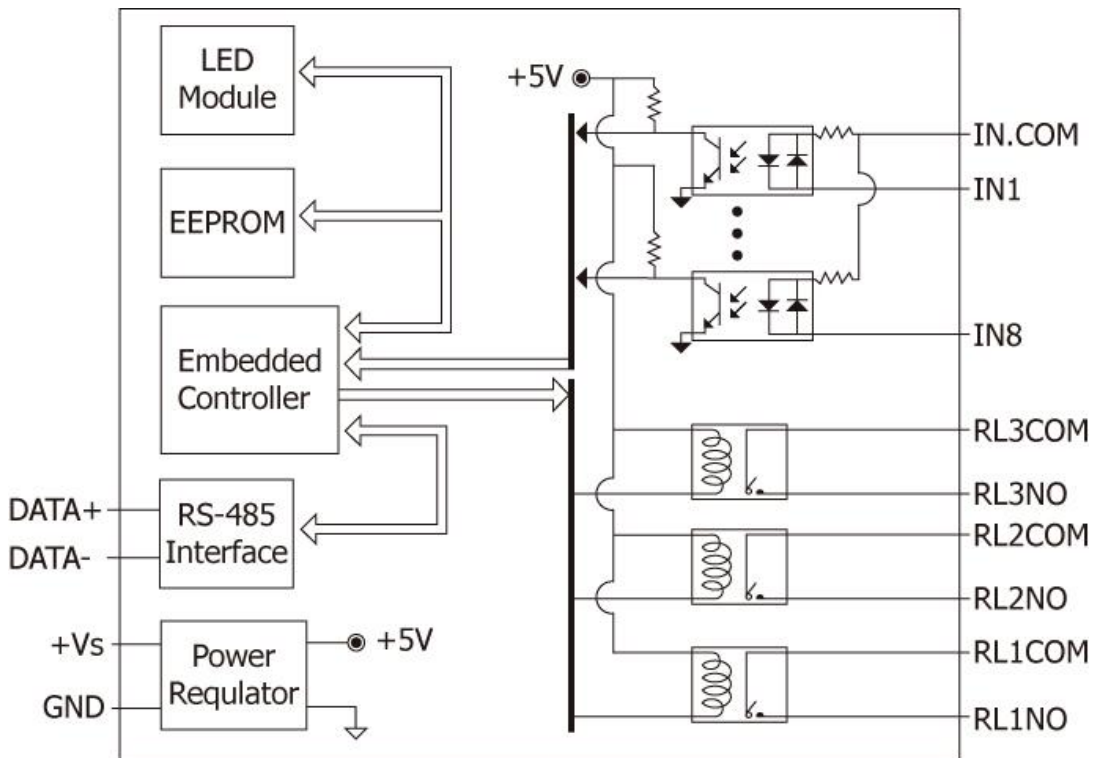 LED
Module
+5V
IN.COM
IN1
EEPROM
IN8
Embedded
Controller
RL3COM
RL3NO
DATA+
DATA-
RS-485
Interface
RL2COM
RL2NO
+Vs
GND
Power
Requlator
+5V
RL1COM
RL1NO